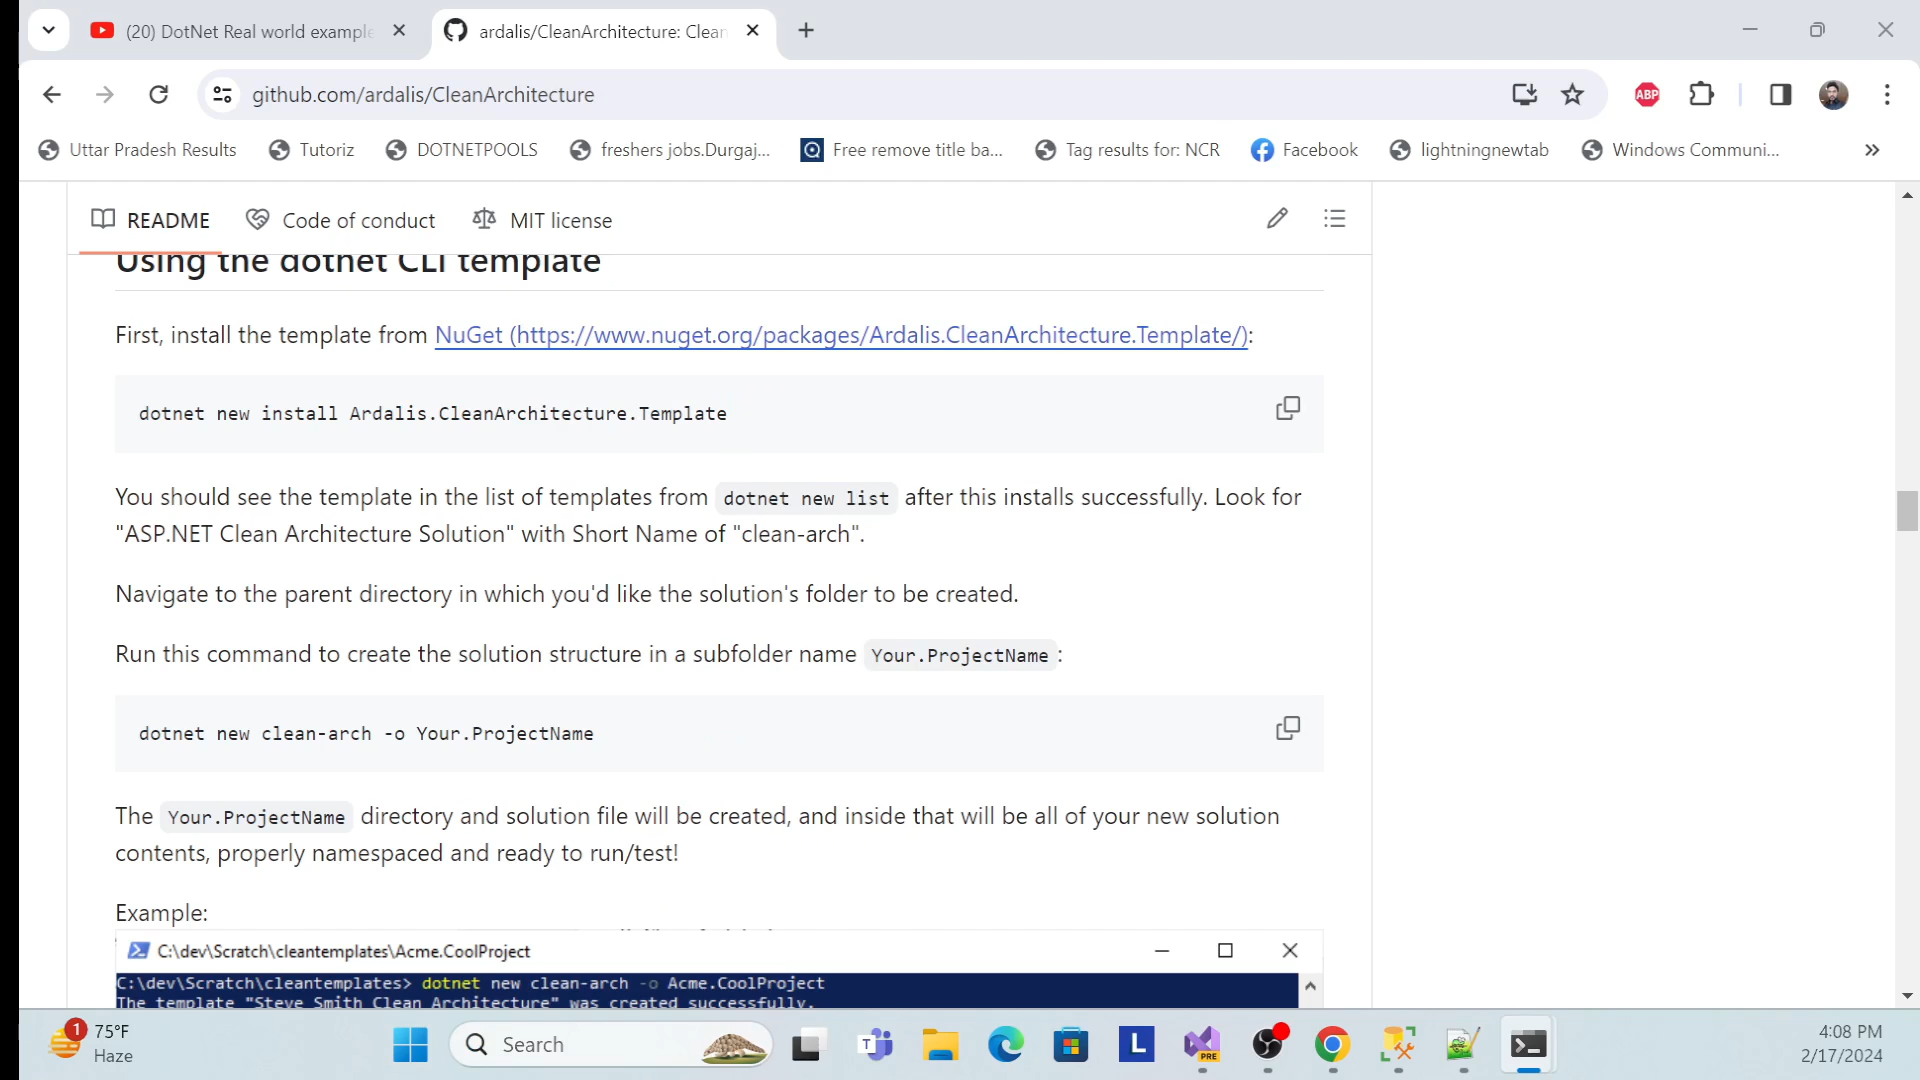 (20) DotNet Real world example
ardalis/CleanArchitecture: Clean
github.com/ardalis/CleanArchitecture
ABP
Uttar Pradesh Results
Tutoriz
DOTNETPOOLS
freshers jobs.Durgaj...
Free remove title ba...
Tag results for: NCR
Facebook
lightningnewtab
Windows Communi...
README
Code of conduct
MIT license
Using the dotnet CLI template
First, install the template from NuGet (https://www.nuget.org/packages/Ardalis.CleanArchitecture.Template/):
dotnet new install Ardalis.CleanArchitecture.Template
You should see the template in the list of templates from dotnet new list after this installs successfully. Look for
"ASP.NET Clean Architecture Solution" with Short Name of "clean-arch".
Navigate to the parent directory in which you'd like the solution's folder to be created.
Run this command to create the solution structure in a subfolder name Your.ProjectName:
dotnet new clean-arch -o Your.ProjectName
The Your.ProjectName directory and solution file will be created, and inside that will be all of your new solution
contents, properly namespaced and ready to run/test!
Example:
C:\dev\Scratch\cleantemplates\Acme.CoolProject
C:\dev\Scratch\cleantemplates> dotnet new clean-arch -o Acme.CoolProject
The template "Steve Smith Clean Architecture" was created successfully.
1
75°F
Haze
Search
T
L
PRE
4:08 PM
2/17/2024